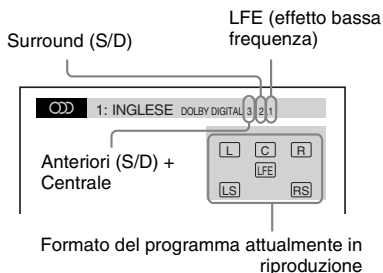 LFE (effetto bassa
frequenza)
Surround (S/D)
1: INGLESE DOLBY DIGITAL 3 2.1
Anteriori (S/D) +
Centrale
L C R
LFE
LS RS
Formato del programma attualmente in
riproduzione